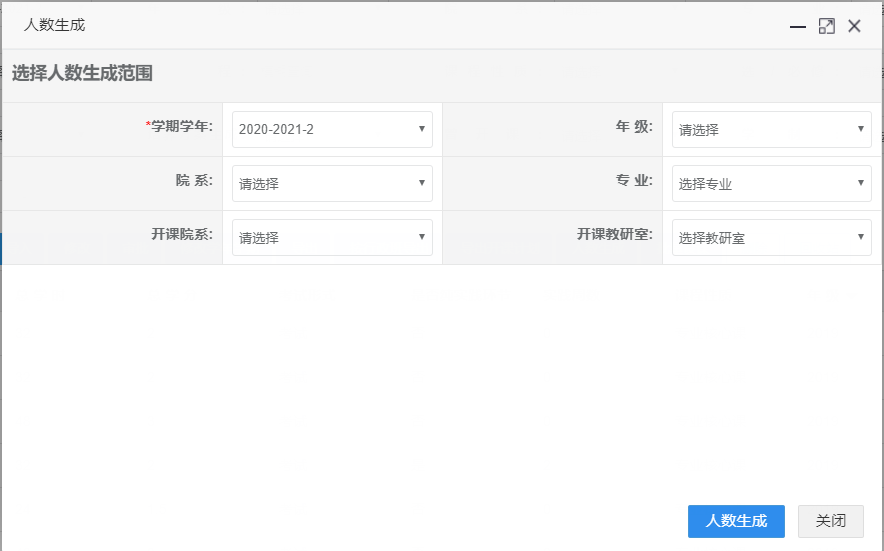 人数生成
选择人数生成范围
*学期学年: 2020-2021-2 年 级: 请选择
院 系: 请选择 专 业: 选择专业
开课院系: 请选择 开课教研室: 选择教研室
人数生成 关闭